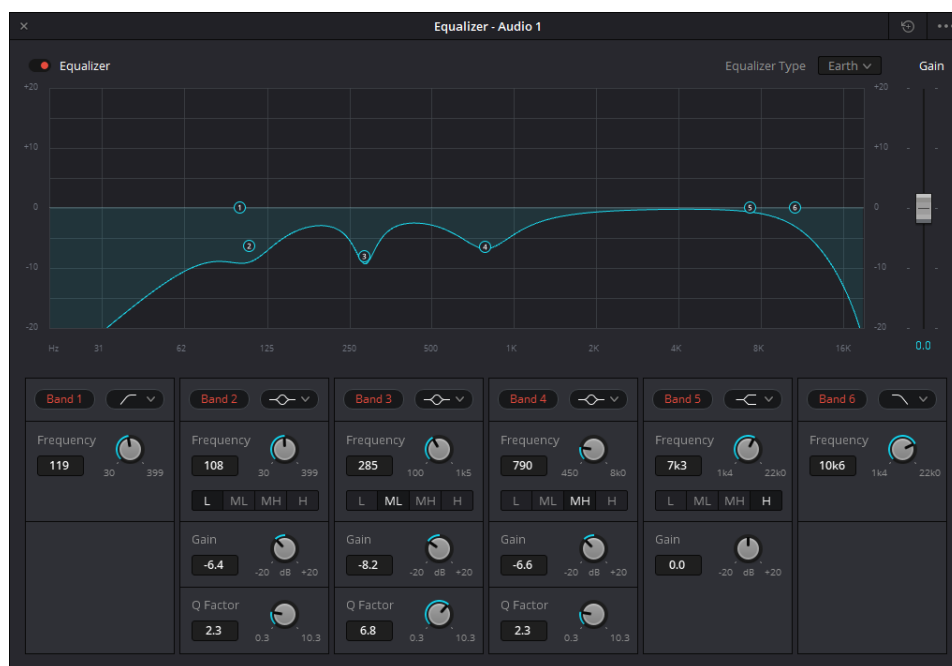 Equalizer - Audio 1
Equalizer
Equalizer Type Earth Gain
+20 +20
+10 +10
0 1 5 6 0
2 4
3
-10 -10
-20 -20
Hz 31 62 125 250 500 1K 2K 4K 8K 16K 0.0
Band 1 Band 2 Band 3 Band 4 Band 5 Band 6
Frequency Frequency Frequency Frequency Frequency Frequency
119 30 399 108 30 399 285 100 1k5 790 450 8k0 7k3 1k4 22k0 10k6 1k4 22k0
L ML MH H L ML MH H L ML MH H L ML MH H
Gain Gain Gain Gain
-6.4 -20 dB +20 -8.2 -20 dB +20 -6.6 -20 dB +20 0.0 -20 dB +20
Q Factor Q Factor Q Factor
2.3 0.3 10.3 6.8 0.3 10.3 2.3 0.3 10.3